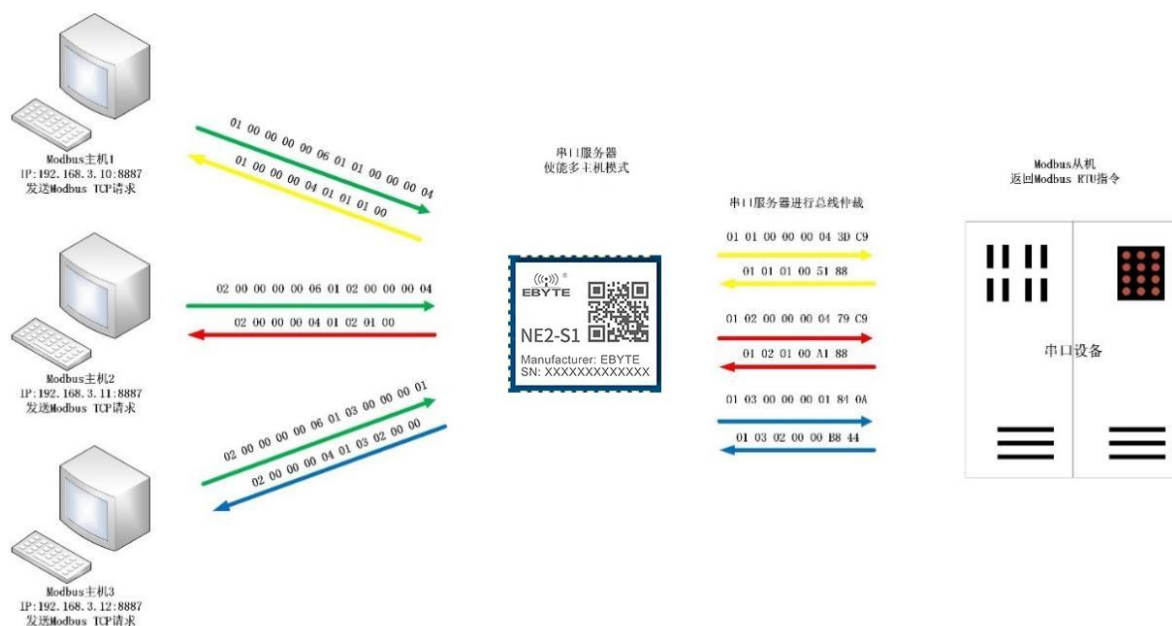 01 00 00 00 00 06 01 01 00 00 00 04
01 00 00 00 04 01 01 01 00
Modbus主机1
IP:192.168.3.10:8887
发送Modbus TCP请求
串口服务器
使能多主机模式
Modbus从机
返回Modbus RTU指令
串口服务器进行总线仲裁
01 01 00 00 00 04 3D C9
01 01 01 00 51 88
02 00 00 00 00 06 01 02 00 00 00 04
02 00 00 00 04 01 02 01 00
Modbus主机2
IP:192.168.3.11:8887
发送Modbus TCP请求
EBYTE
®
NE2-S1
Manufacturer: EBYTE
SN: XXXXXXXXXXXXX
01 02 00 00 00 04 79 C9
01 02 01 00 A1 88
串口设备
01 03 00 00 00 01 84 0A
01 03 02 00 00 B8 44
02 00 00 00 00 06 01 03 00 00 00 01
02 00 00 00 04 01 03 02 00 00
Modbus主机3
IP:192.168.3.12:8887
发送Modbus TCP请求